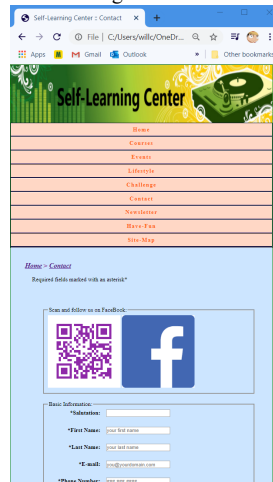 Self-Learning Center :: Contact
File | C:/Users/willc/OneDr...
Apps M Gmail Outlook » Other bookmarks
Self-Learning Center
Home
Courses
Events
Lifestyle
Challenge
Contact
Newsletter
Have-Fun
Site-Map
Home > Contact
Required fields marked with an asterisk*
Scan and follow us on FaceBook:
Basic Information:
*Salutation:
*First Name: your first name
*Last Name: your last name
*E-mail: you@yourdomain.com
*Phone Number: